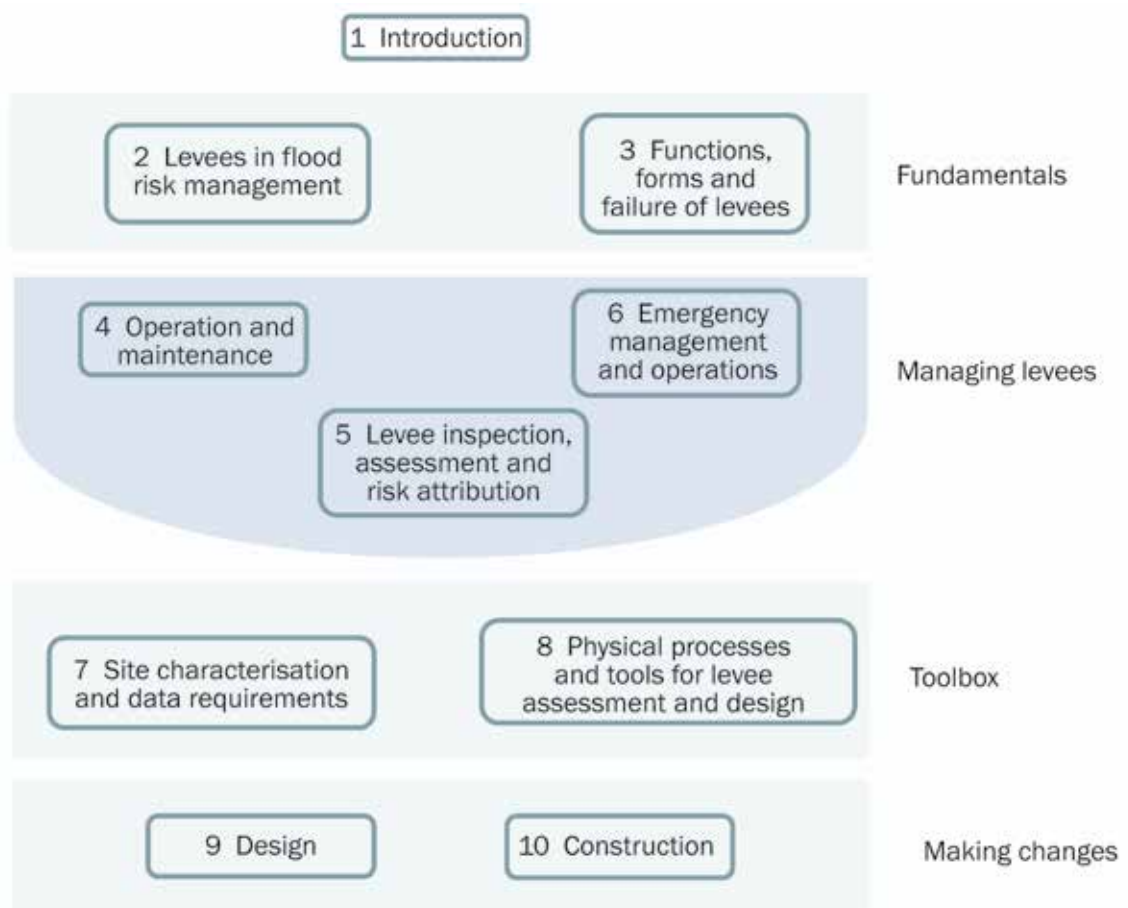 1 Introduction
2 Levees in flood
risk management
3 Functions,
forms and
failure of levees
Fundamentals
4 Operation and
maintenance
6 Emergency
management
and operations
Managing levees
5 Levee inspection,
assessment and
risk attribution
7 Site characterisation
and data requirements
8 Physical processes
and tools for levee
assessment and design
Toolbox
9 Design
10 Construction
Making changes